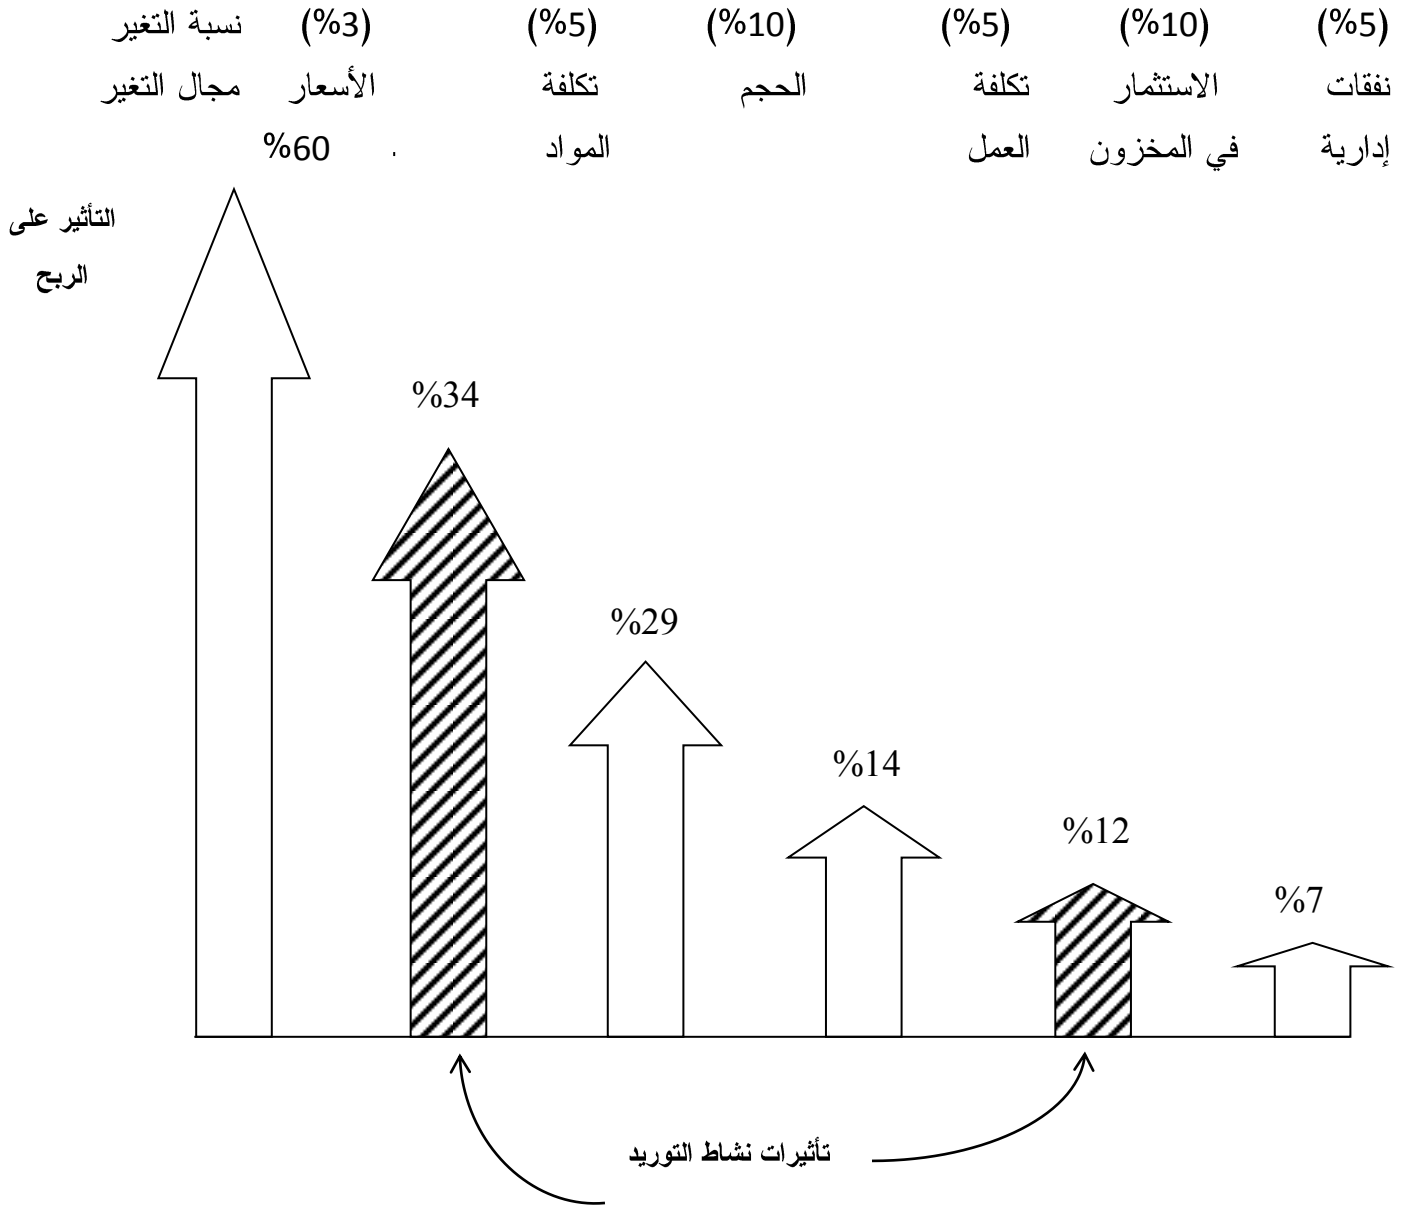 نسبة التغير (%3) (%5) (%10) (%5) (%10) (%5)
مجال التغير الأسعار تكلفة الحجم تكلفة الاستثمار نفقات
%60 المواد العمل في المخزون إدارية
التأثير على
الربح
%34
%29
%14
%12
%7
تأثيرات نشاط التوريد